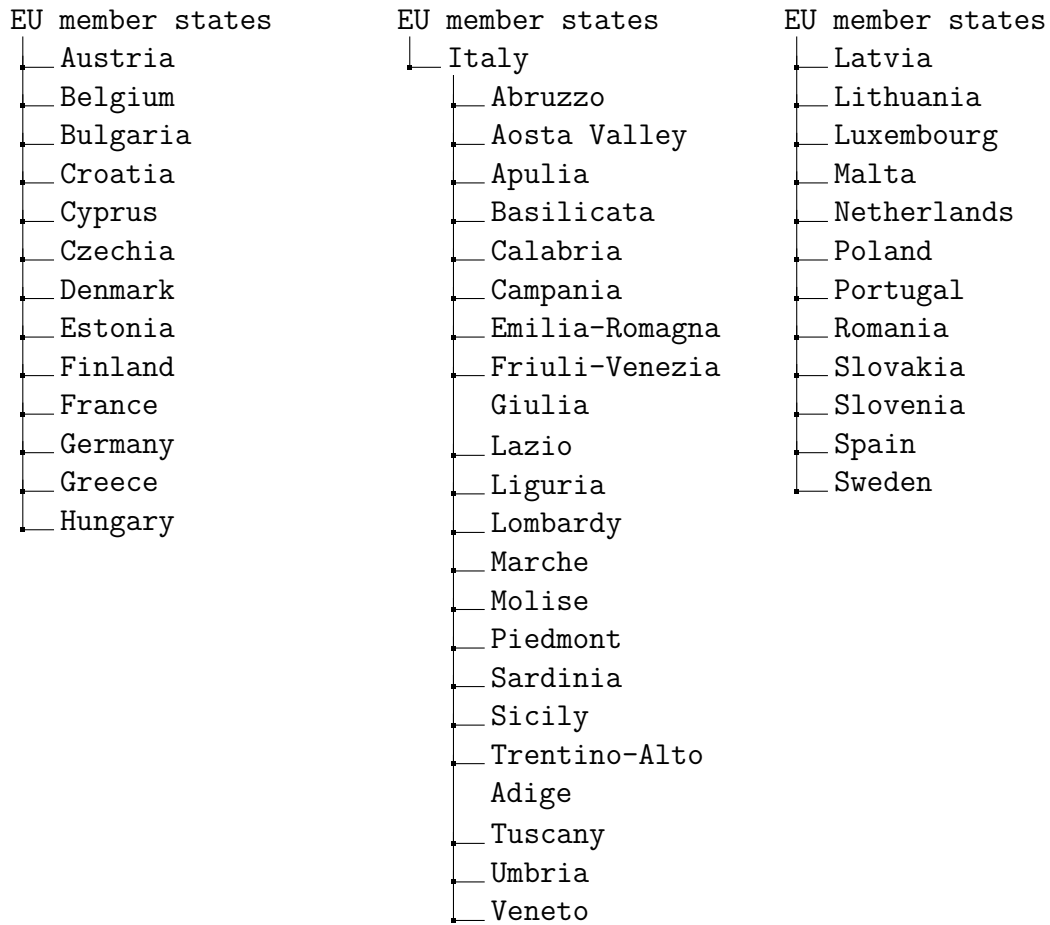 EU member states
Austria
Belgium
Bulgaria
Croatia
Cyprus
Czechia
Denmark
Estonia
Finland
France
Germany
Greece
Hungary
EU member states
Italy
Abruzzo
Aosta Valley
Apulia
Basilicata
Calabria
Campania
Emilia-Romagna
Friuli-Venezia
Giulia
Lazio
Liguria
Lombardy
Marche
Molise
Piedmont
Sardinia
Sicily
Trentino-Alto
Adige
Tuscany
Umbria
Veneto
EU member states
Latvia
Lithuania
Luxembourg
Malta
Netherlands
Poland
Portugal
Romania
Slovakia
Slovenia
Spain
Sweden